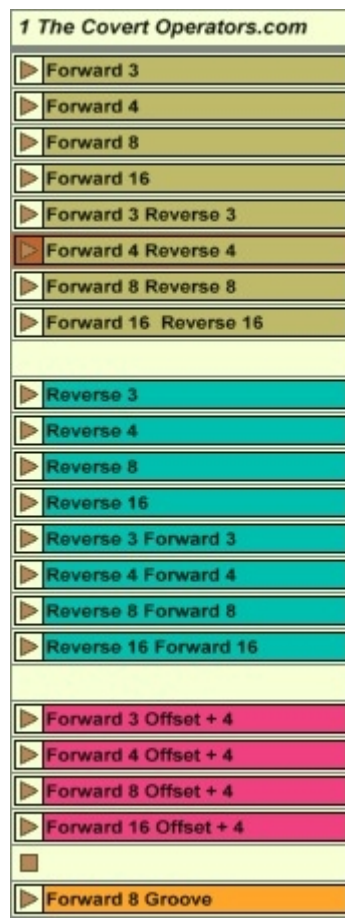 1 The Covert Operators.com
Forward 3
Forward 4
Forward 8
Forward 16
Forward 3 Reverse 3
Forward 4 Reverse 4
Forward 8 Reverse 8
Forward 16  Reverse 16
Reverse 3
Reverse 4
Reverse 8
Reverse 16
Reverse 3 Forward 3
Reverse 4 Forward 4
Reverse 8 Forward 8
Reverse 16 Forward 16
Forward 3 Offset + 4
Forward 4 Offset + 4
Forward 8 Offset + 4
Forward 16 Offset + 4
Forward 8 Groove